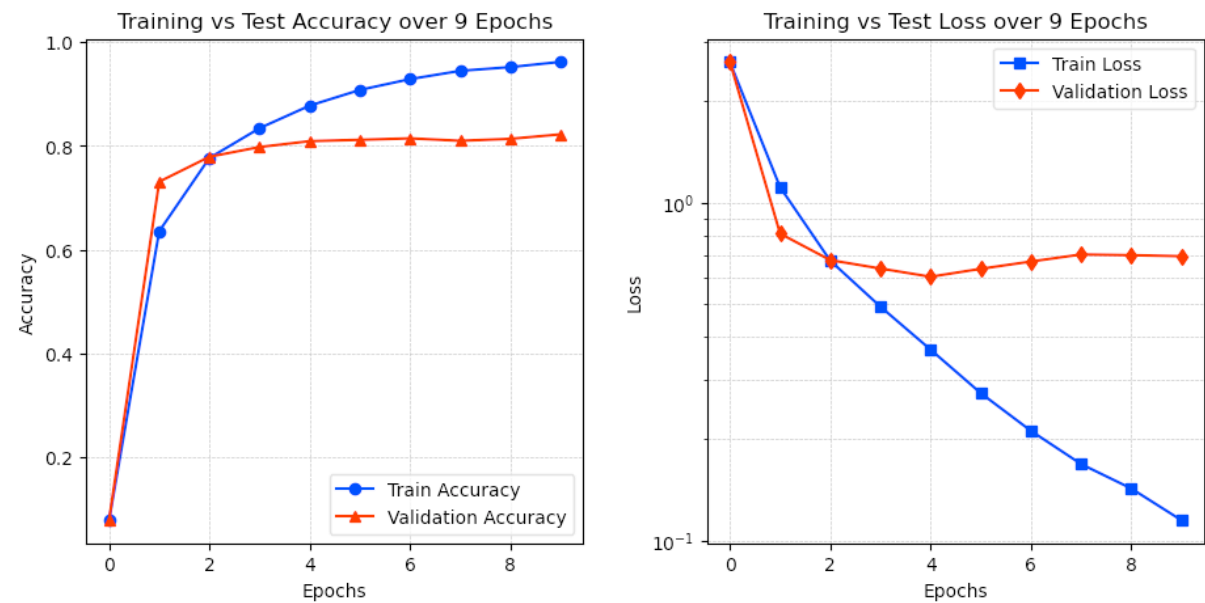 Training vs Test Accuracy over 9 Epochs
1.0
0.8
0.6
0.4
0.2
Accuracy
Train Accuracy
Validation Accuracy
0 2 4 6 8
Epochs
Training vs Test Loss over 9 Epochs
Train Loss
Validation Loss
10⁰
10⁻¹
Loss
0 2 4 6 8
Epochs